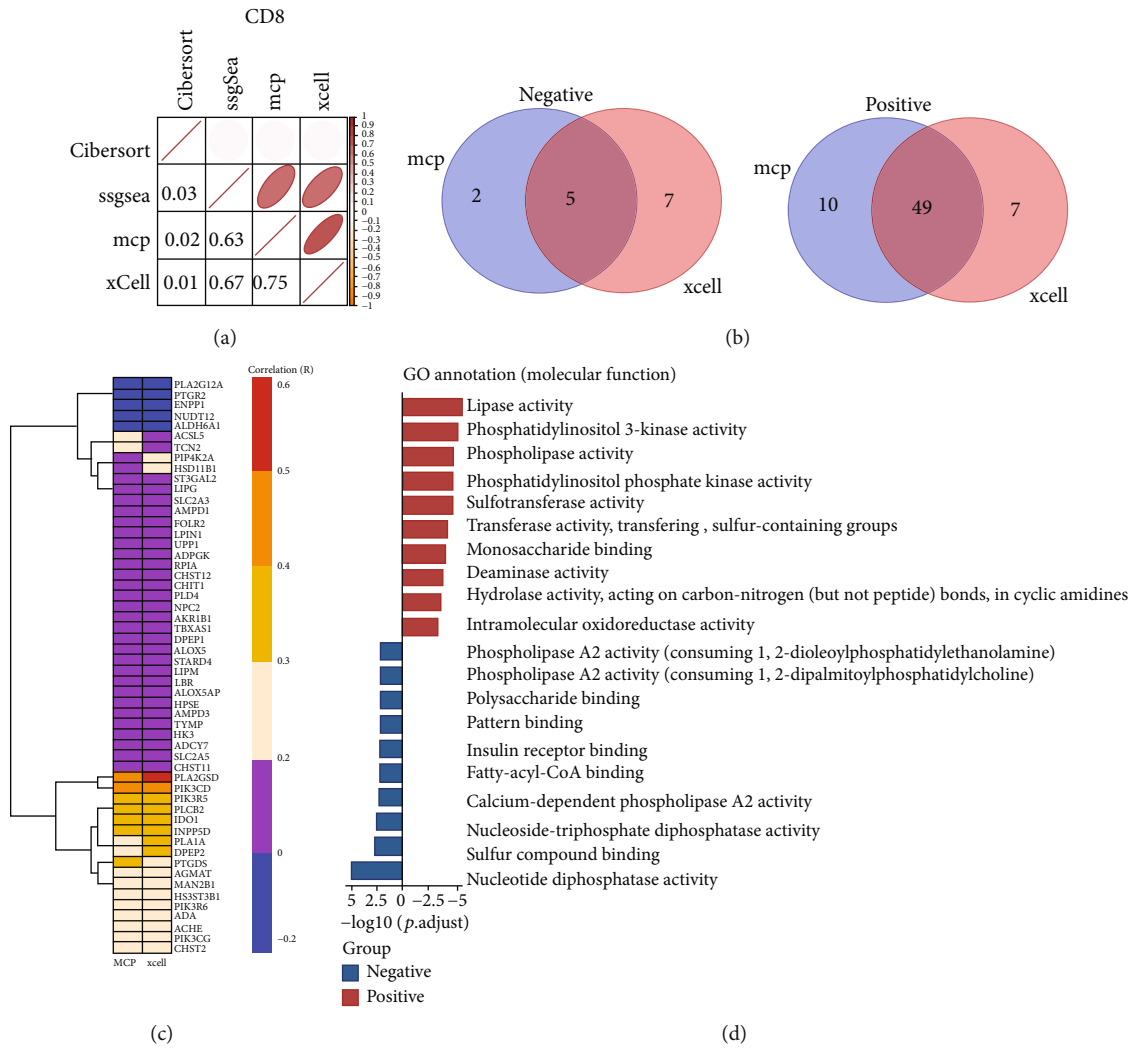 CD8
Cibersort
ssgSea
mcp
xcell
Cibersort
ssgsea
mcp
xCell
0.03
0.02 0.63
0.01 0.67 0.75
1
0.9
0.8
0.7
0.6
0.5
0.4
0.3
0.2
0.1
0
−0.1
−0.2
−0.3
−0.4
−0.5
−0.6
−0.7
−0.8
−0.9
−1
(a)
Negative
mcp
2 5 7
xcell
Positive
mcp
10 49 7
xcell
(b)
Correlation (R)
0.6
0.5
0.4
0.3
0.2
0
−0.2
PLA2G12A
PTGR2
ENPP1
NUDT12
ALDH6A1
ACSL5
TCN2
PIP4K2A
HSD11B1
ST3GAL2
LIPG
SLC2A3
AMPD1
FOLR2
LPIN1
UPP1
ADPGK
RPIA
CHST12
CHIT1
PLD4
NPC2
AKR1B1
TBXAS1
DPEP1
ALOX5
STARD4
LIPM
LBR
ALOX5AP
HPSE
AMPD3
TYMP
HK3
ADCY7
SLC2A5
CHST11
PLA2GSD
PIK3CD
PIK3R5
PLCB2
IDO1
INPP5D
PLA1A
DPEP2
PTGDS
AGMAT
MAN2B1
HS3ST3B1
PIK3R6
ADA
ACHE
PIK3CG
CHST2
MCP xcell
(c)
GO annotation (molecular function)
Lipase activity
Phosphatidylinositol 3-kinase activity
Phospholipase activity
Phosphatidylinositol phosphate kinase activity
Sulfotransferase activity
Transferase activity, transfering , sulfur-containing groups
Monosaccharide binding
Deaminase activity
Hydrolase activity, acting on carbon-nitrogen (but not peptide) bonds, in cyclic amidines
Intramolecular oxidoreductase activity
Phospholipase A2 activity (consuming 1, 2-dioleoylphosphatidylethanolamine)
Phospholipase A2 activity (consuming 1, 2-dipalmitoylphosphatidylcholine)
Polysaccharide binding
Pattern binding
Insulin receptor binding
Fatty-acyl-CoA binding
Calcium-dependent phospholipase A2 activity
Nucleoside-triphosphate diphosphatase activity
Sulfur compound binding
Nucleotide diphosphatase activity
5 2.5 0 −2.5 −5
−log10 (p.adjust)
Group
Negative
Positive
(d)